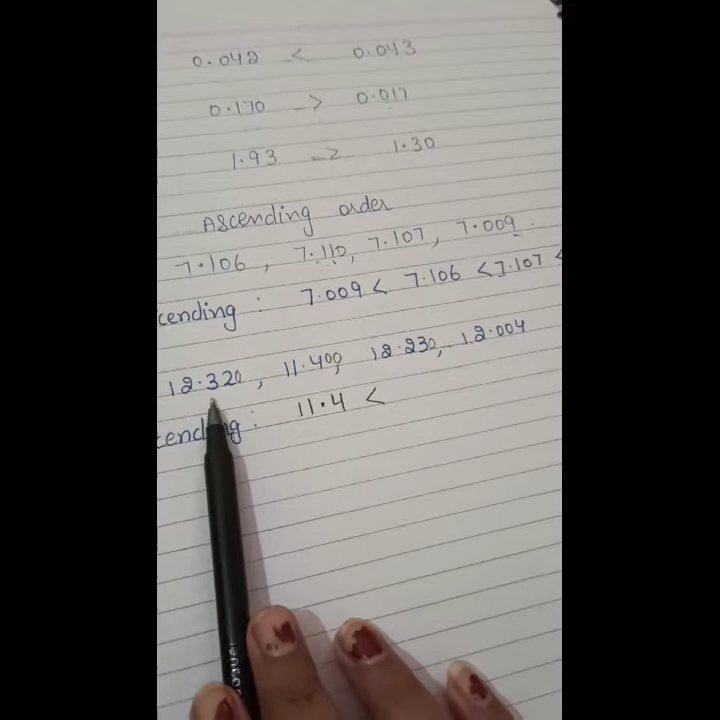 0.042 < 0.043
0.170 -> 0.017
1.93 -> 1.30
Ascending order
7.106 , 7.110, 7.107, 7.009
cending : 7.009 < 7.106 < 7.107 <
12.320 , 11.400, 12.230, 12.004
cending : 11.4 <